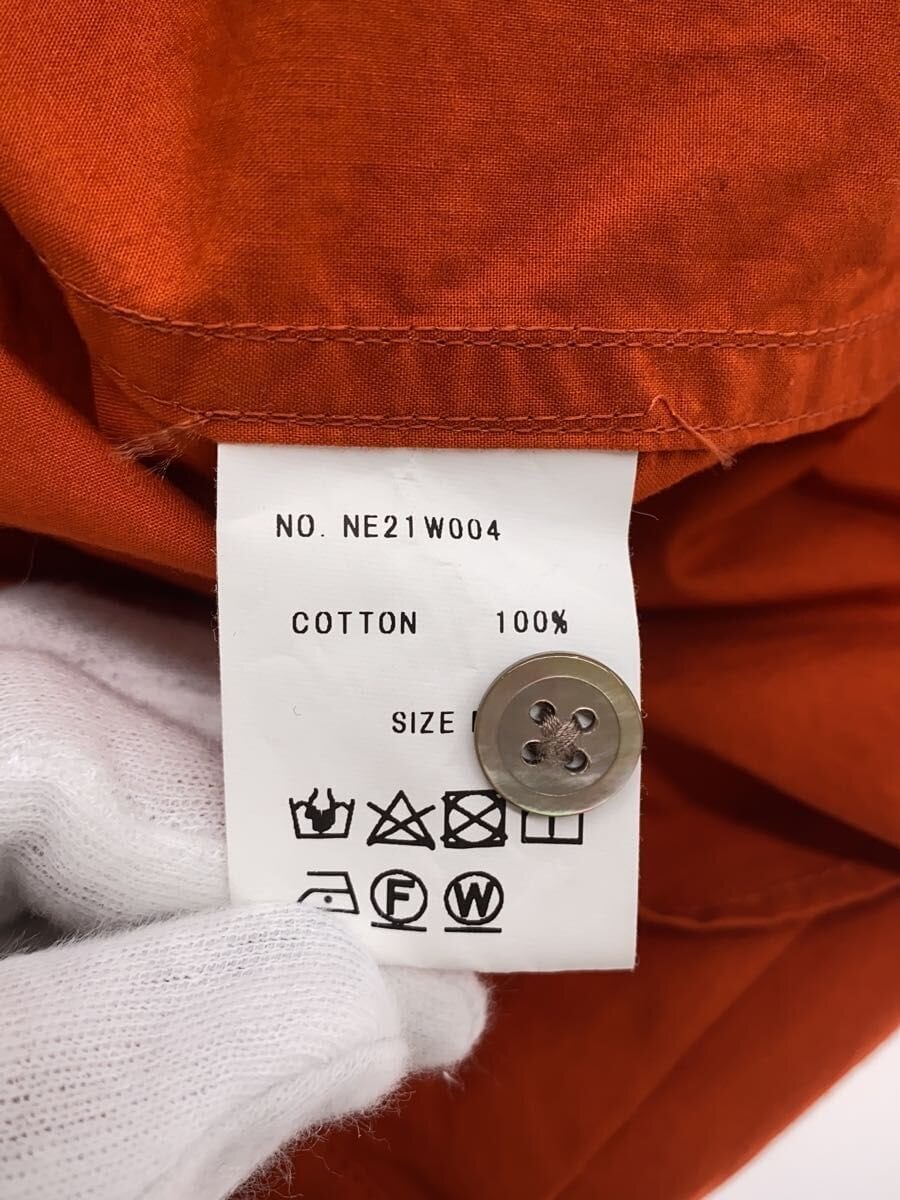 NO. NE21W004
COTTON 100%
SIZE
F W